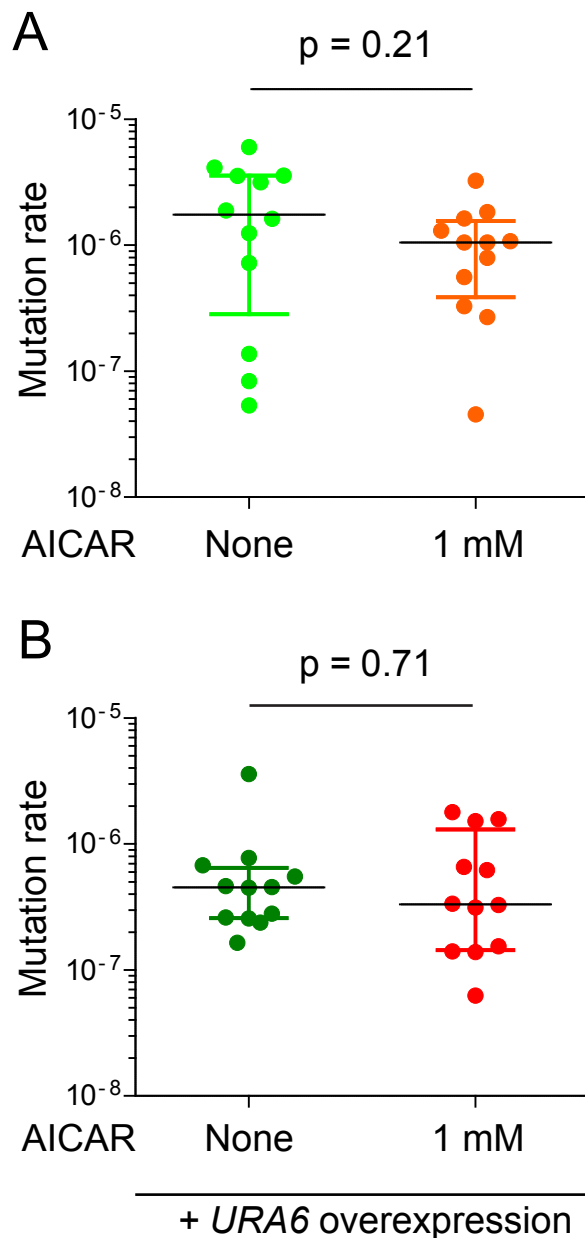 A
p = 0.21
Mutation rate
10⁻⁵
10⁻⁶
10⁻⁷
10⁻⁸
AICAR None 1 mM
B
p = 0.71
Mutation rate
10⁻⁵
10⁻⁶
10⁻⁷
10⁻⁸
AICAR None 1 mM
+ URA6 overexpression